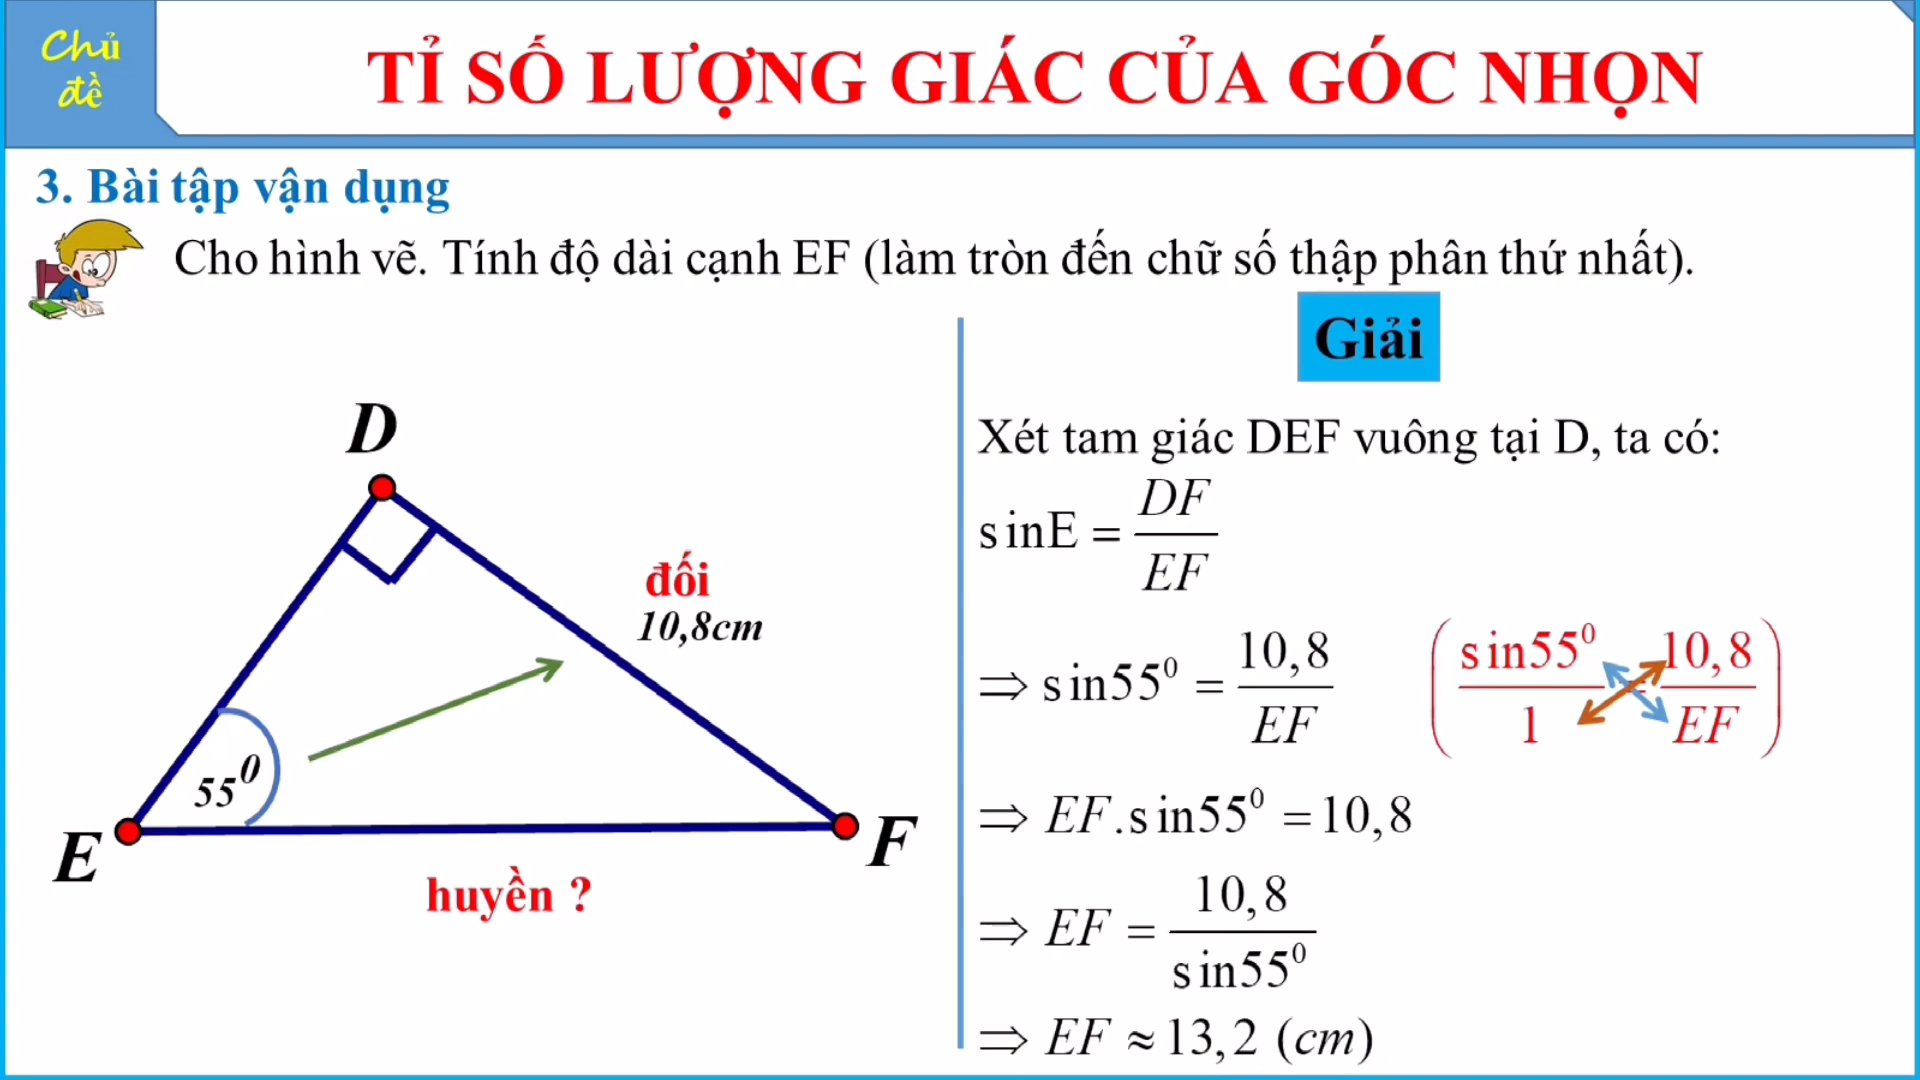 Chủ
đề
TỈ SỐ LƯỢNG GIÁC CỦA GÓC NHỌN
3. Bài tập vận dụng
Cho hình vẽ. Tính độ dài cạnh EF (làm tròn đến chữ số thập phân thứ nhất).
Giải
D
đối
10,8cm
55⁰
E
F
huyền ?
Xét tam giác DEF vuông tại D, ta có:
sinE = DF/EF
⇒ sin55⁰ = 10,8/EF (sin55⁰/1 = 10,8/EF)
⇒ EF.sin55⁰ = 10,8
⇒ EF = 10,8/sin55⁰
⇒ EF ≈ 13,2 (cm)